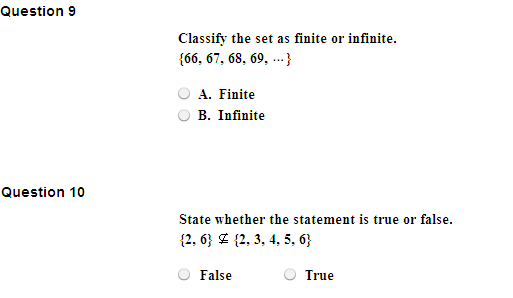 Question 9
Classify the set as finite or infinite.
{66, 67, 68, 69, ···}
A. Finite
B. Infinite
Question 10
State whether the statement is true or false.
{2, 6} ⊈ {2, 3, 4, 5, 6}
False True